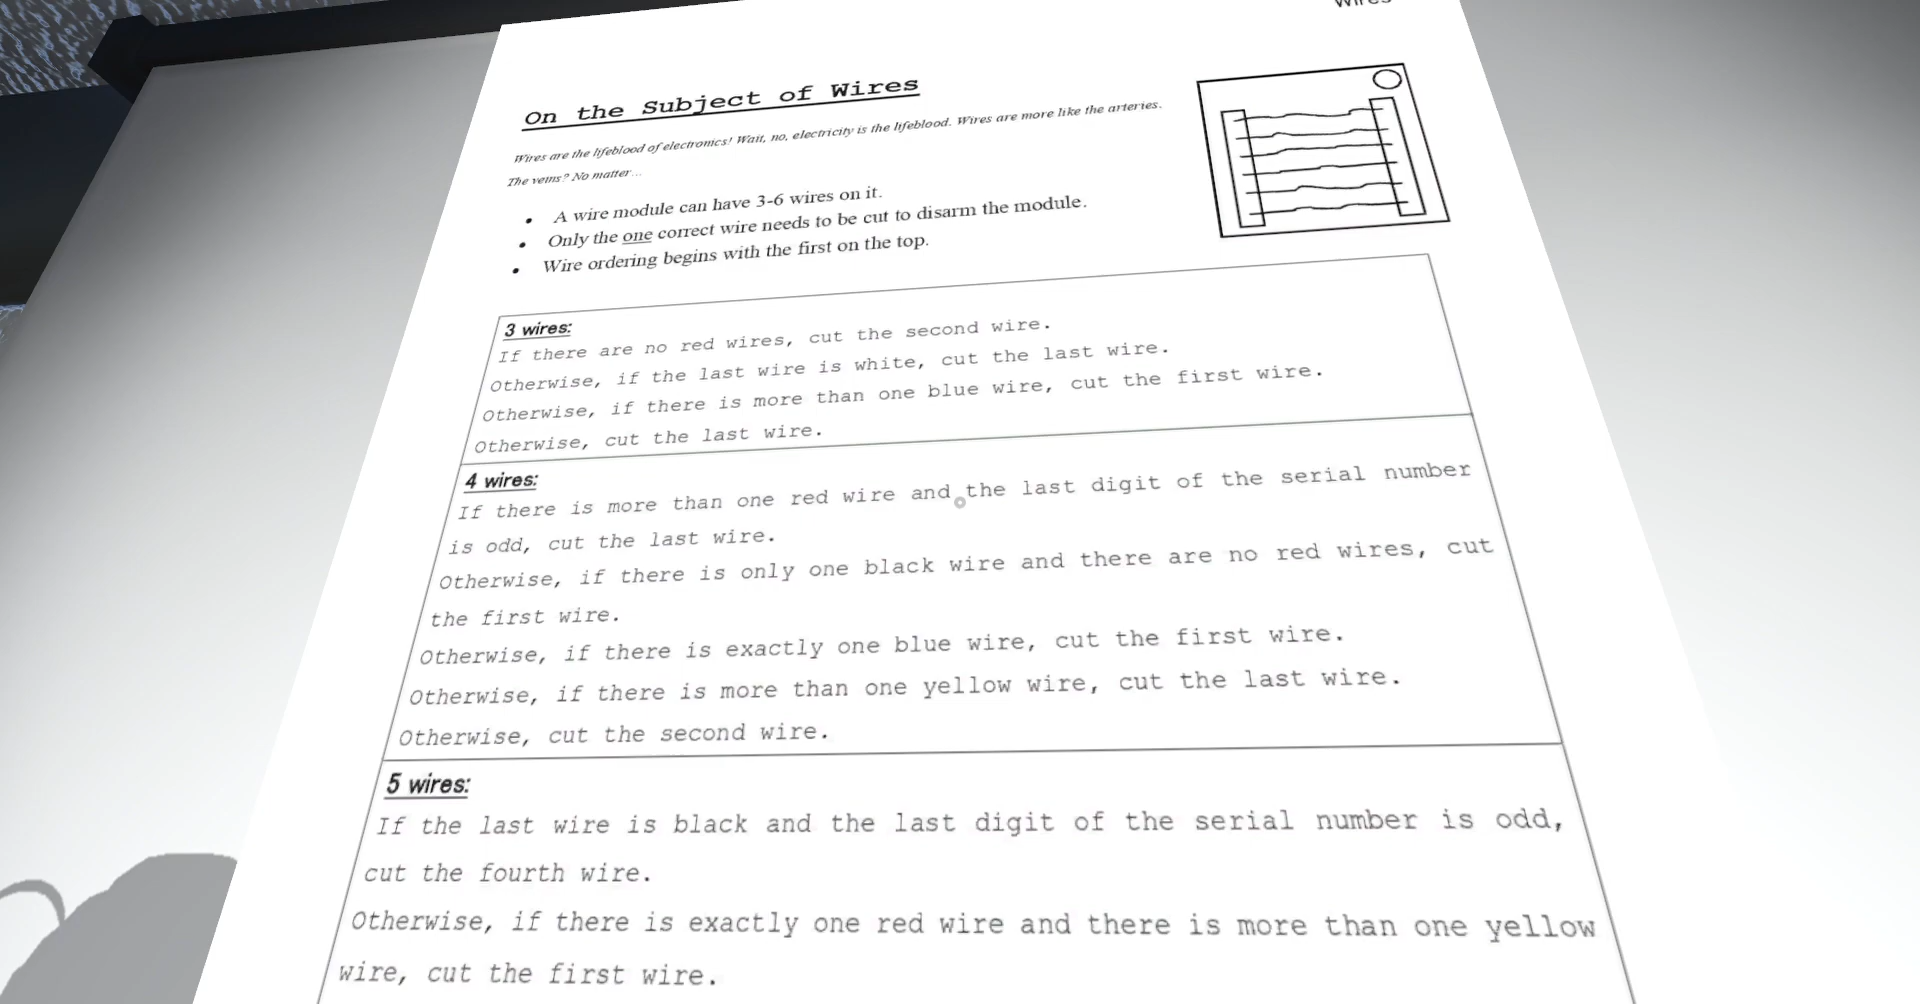 Wires
On the Subject of Wires
Wires are the lifeblood of electronics! Wait, no, electricity is the lifeblood. Wires are more like the arteries.
The veins? No matter...
• A wire module can have 3-6 wires on it.
• Only the one correct wire needs to be cut to disarm the module.
• Wire ordering begins with the first on the top.
3 wires:
If there are no red wires, cut the second wire.
Otherwise, if the last wire is white, cut the last wire.
Otherwise, if there is more than one blue wire, cut the first wire.
Otherwise, cut the last wire.
4 wires:
If there is more than one red wire and the last digit of the serial number
is odd, cut the last wire.
Otherwise, if there is only one black wire and there are no red wires, cut
the first wire.
Otherwise, if there is exactly one blue wire, cut the first wire.
Otherwise, if there is more than one yellow wire, cut the last wire.
Otherwise, cut the second wire.
5 wires:
If the last wire is black and the last digit of the serial number is odd,
cut the fourth wire.
Otherwise, if there is exactly one red wire and there is more than one yellow
wire, cut the first wire.